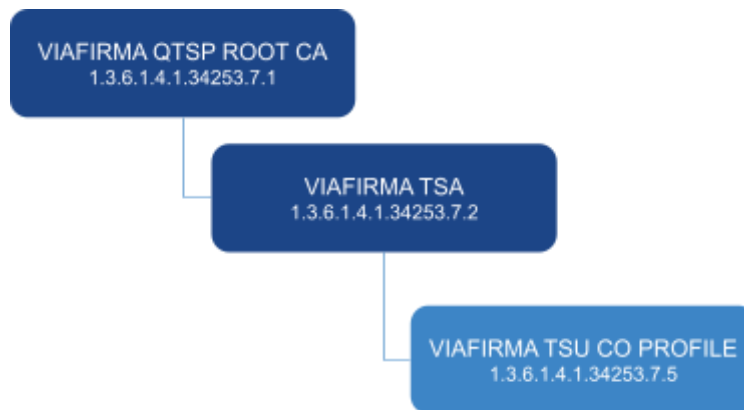 VIAFIRMA QTSP ROOT CA
1.3.6.1.4.1.34253.7.1
VIAFIRMA TSA
1.3.6.1.4.1.34253.7.2
VIAFIRMA TSU CO PROFILE
1.3.6.1.4.1.34253.7.5